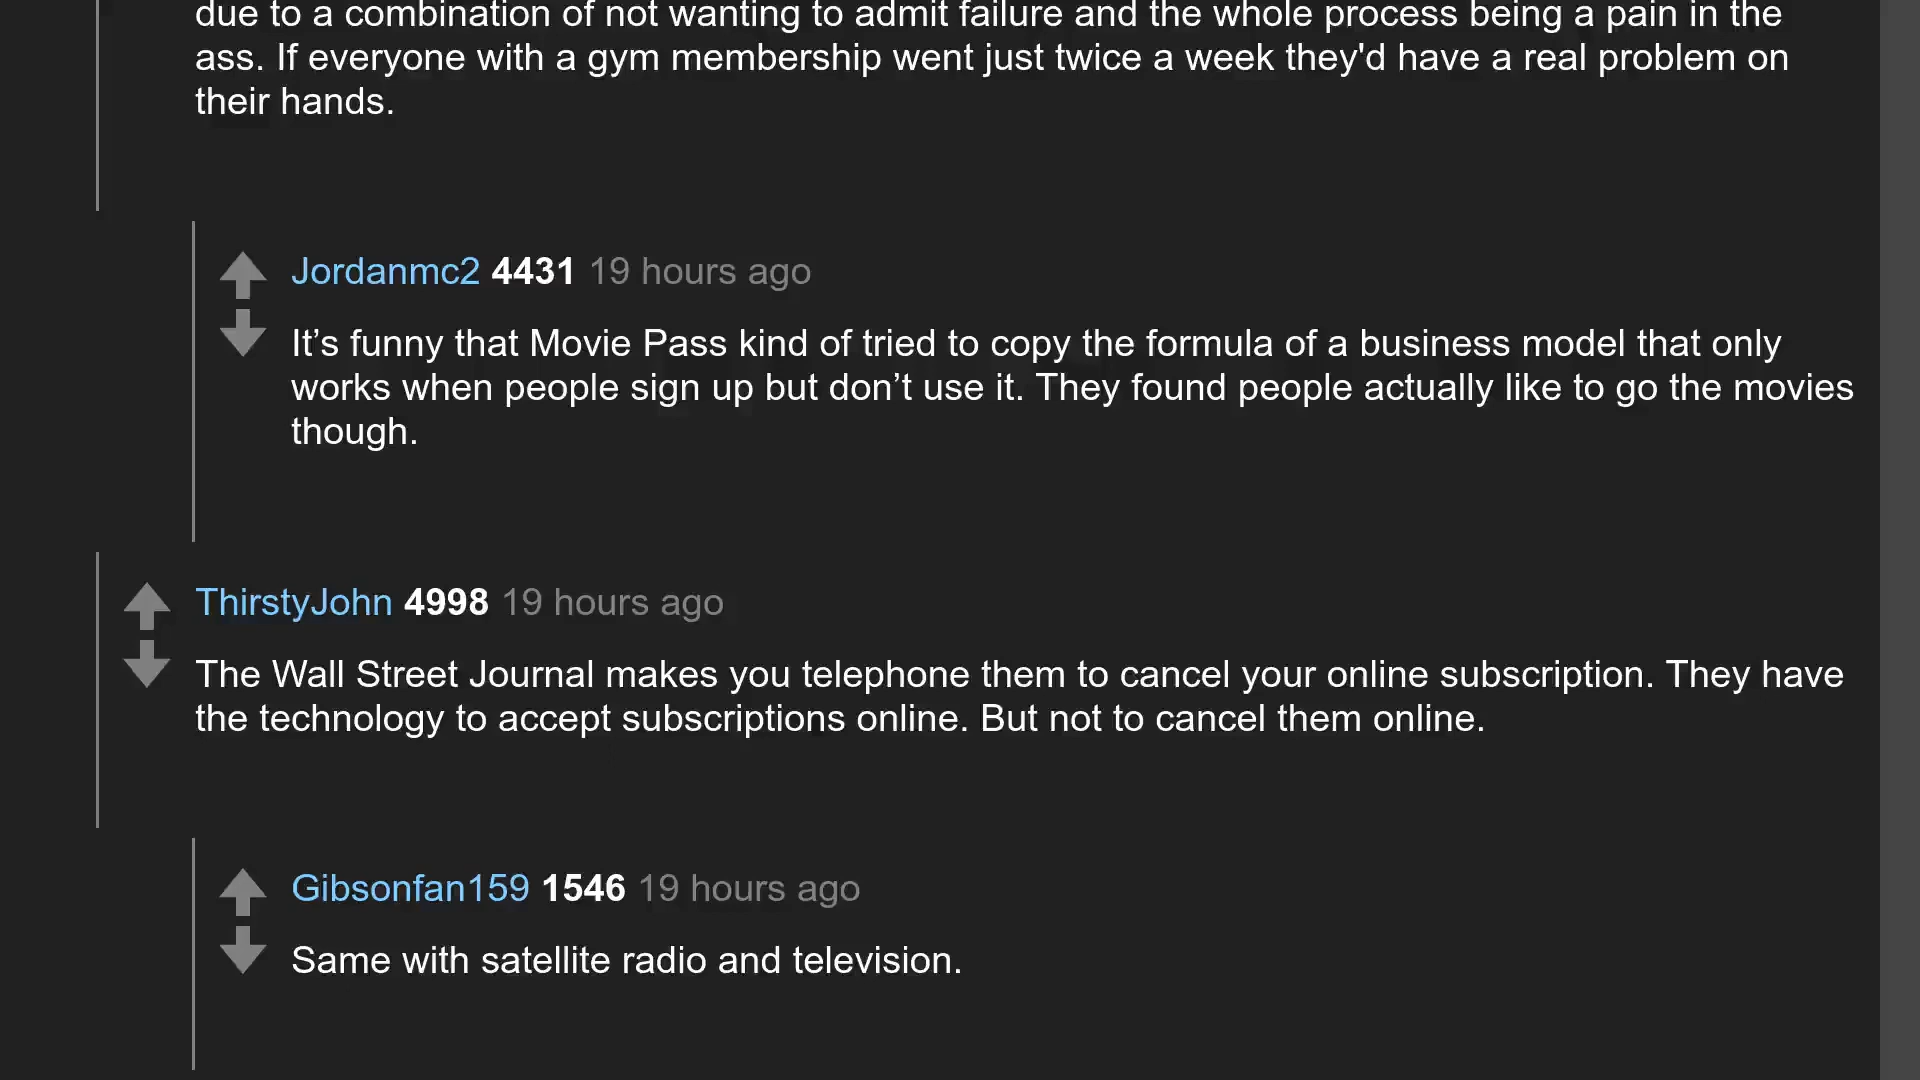 due to a combination of not wanting to admit failure and the whole process being a pain in the
ass. If everyone with a gym membership went just twice a week they'd have a real problem on
their hands.
Jordanmc2 4431 19 hours ago
It’s funny that Movie Pass kind of tried to copy the formula of a business model that only
works when people sign up but don’t use it. They found people actually like to go the movies
though.
ThirstyJohn 4998 19 hours ago
The Wall Street Journal makes you telephone them to cancel your online subscription. They have
the technology to accept subscriptions online. But not to cancel them online.
Gibsonfan159 1546 19 hours ago
Same with satellite radio and television.